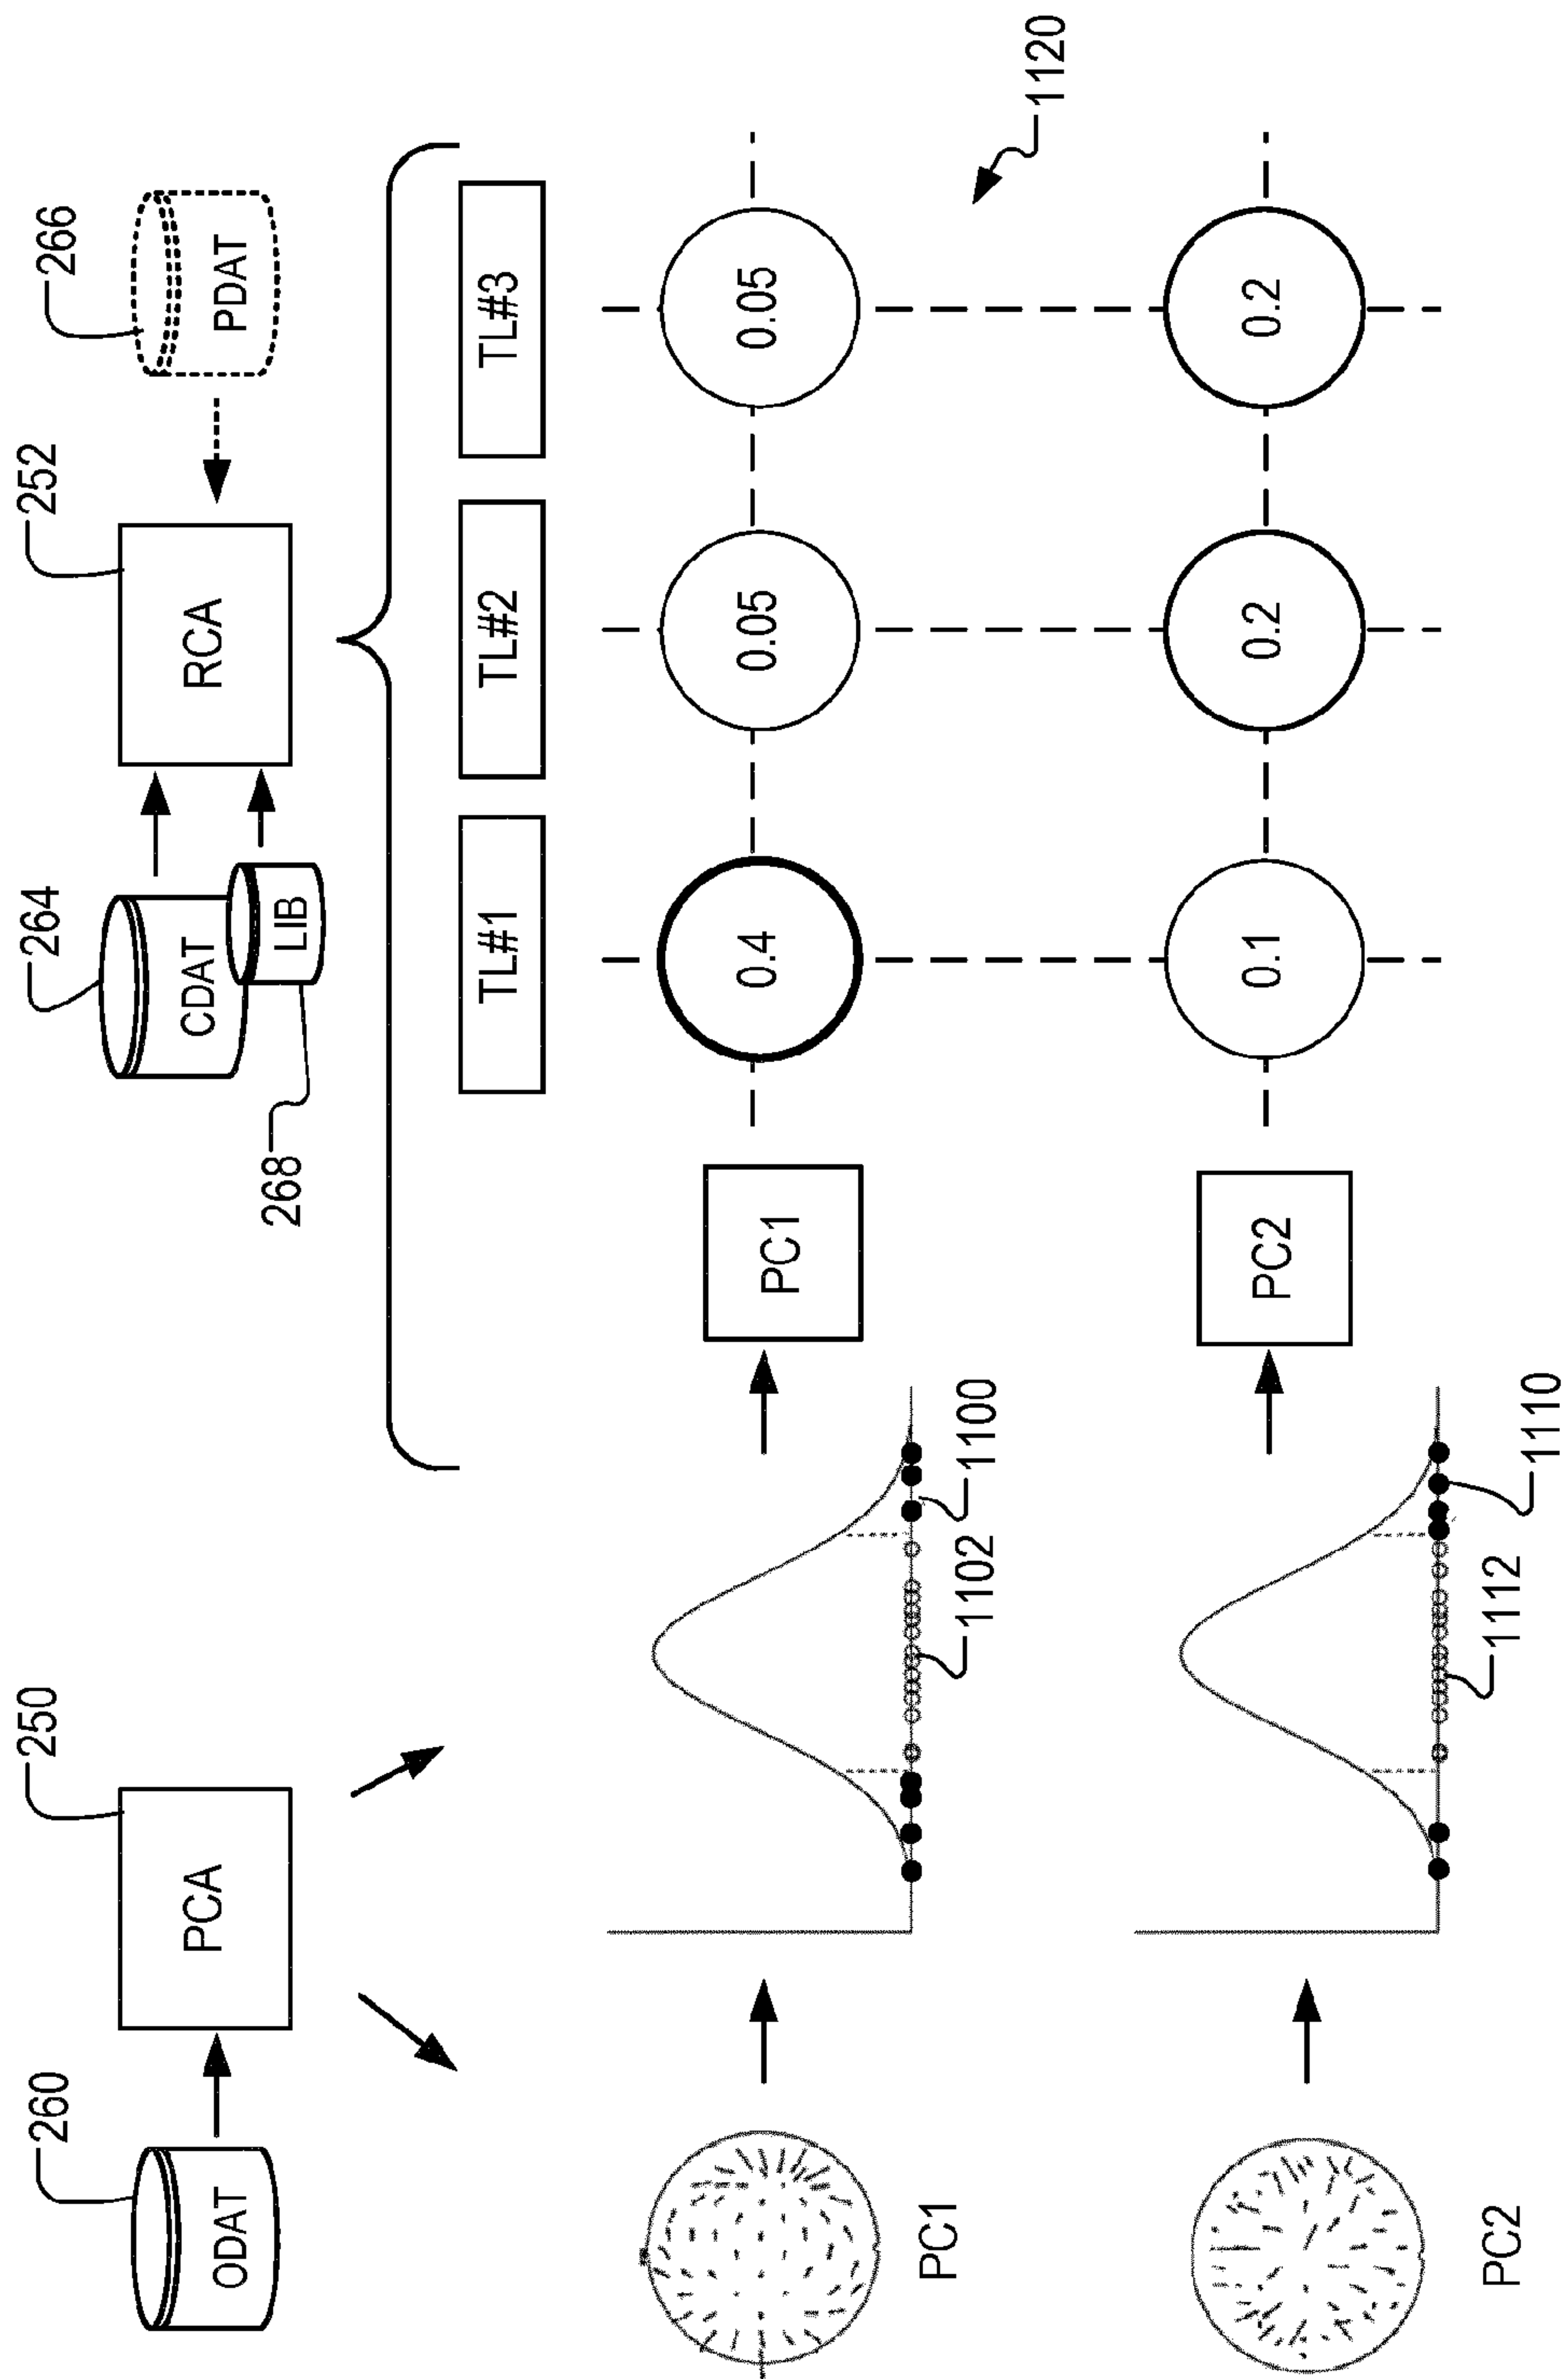 260
250
264
252
266
ODAT
PCA
CDAT
RCA
PDAT
LIB
268
TL#1
TL#2
TL#3
PC1
0.4
0.05
0.05
PC1
1102
1100
1120
PC2
0.1
0.2
0.2
PC2
1112
1110